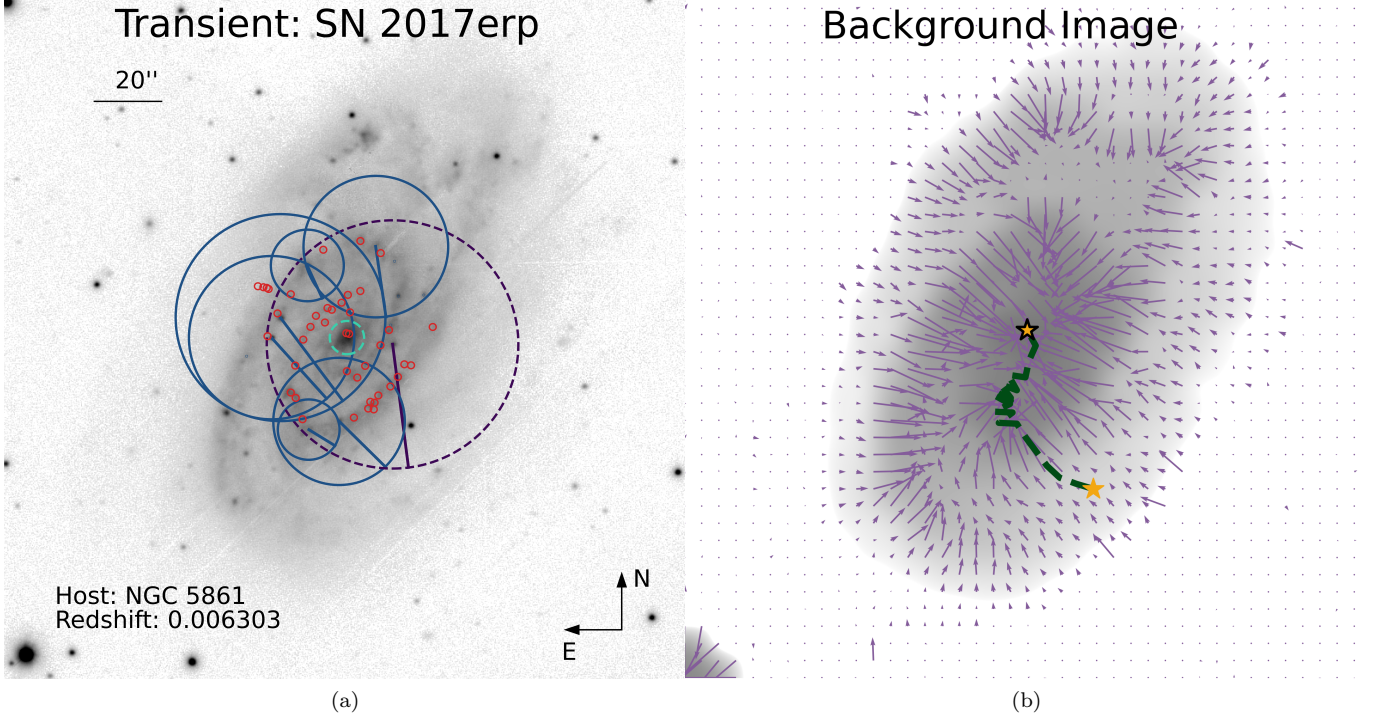 Transient: SN 2017erp
20''
Host: NGC 5861
Redshift: 0.006303
N
E
(a)
Background Image
(b)